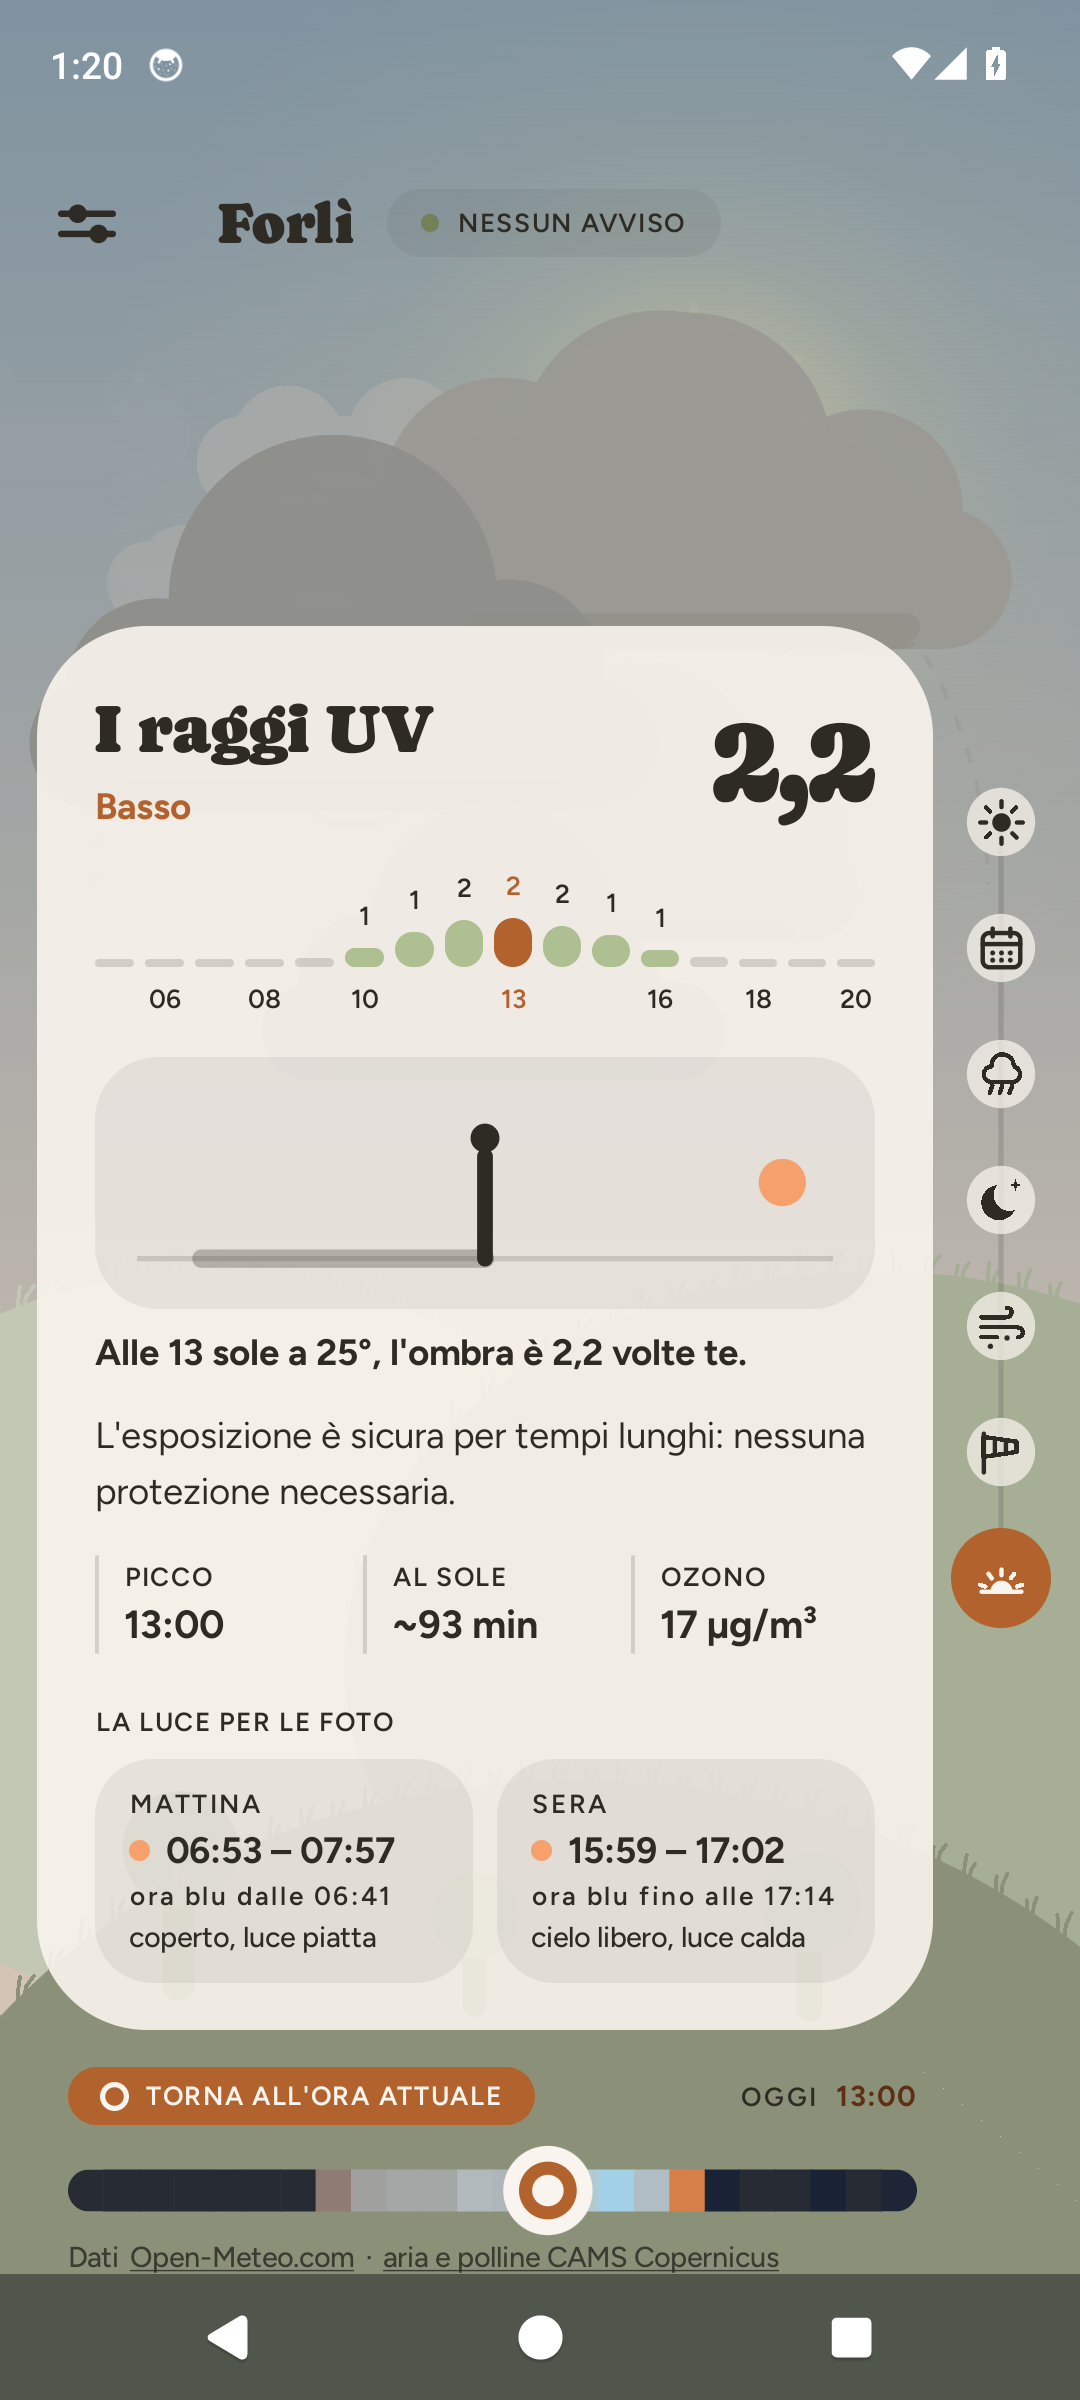 1:20
Forlì
NESSUN AVVISO
I raggi UV
2,2
Basso
1 1 2 2 2 1 1
06 08 10 13 16 18 20
Alle 13 sole a 25°, l'ombra è 2,2 volte te.
L'esposizione è sicura per tempi lunghi: nessuna
protezione necessaria.
PICCO AL SOLE OZONO
13:00 ~93 min 17 µg/m³
LA LUCE PER LE FOTO
MATTINA
06:53 – 07:57
ora blu dalle 06:41
coperto, luce piatta
SERA
15:59 – 17:02
ora blu fino alle 17:14
cielo libero, luce calda
TORNA ALL'ORA ATTUALE
OGGI 13:00
Dati Open-Meteo.com · aria e polline CAMS Copernicus